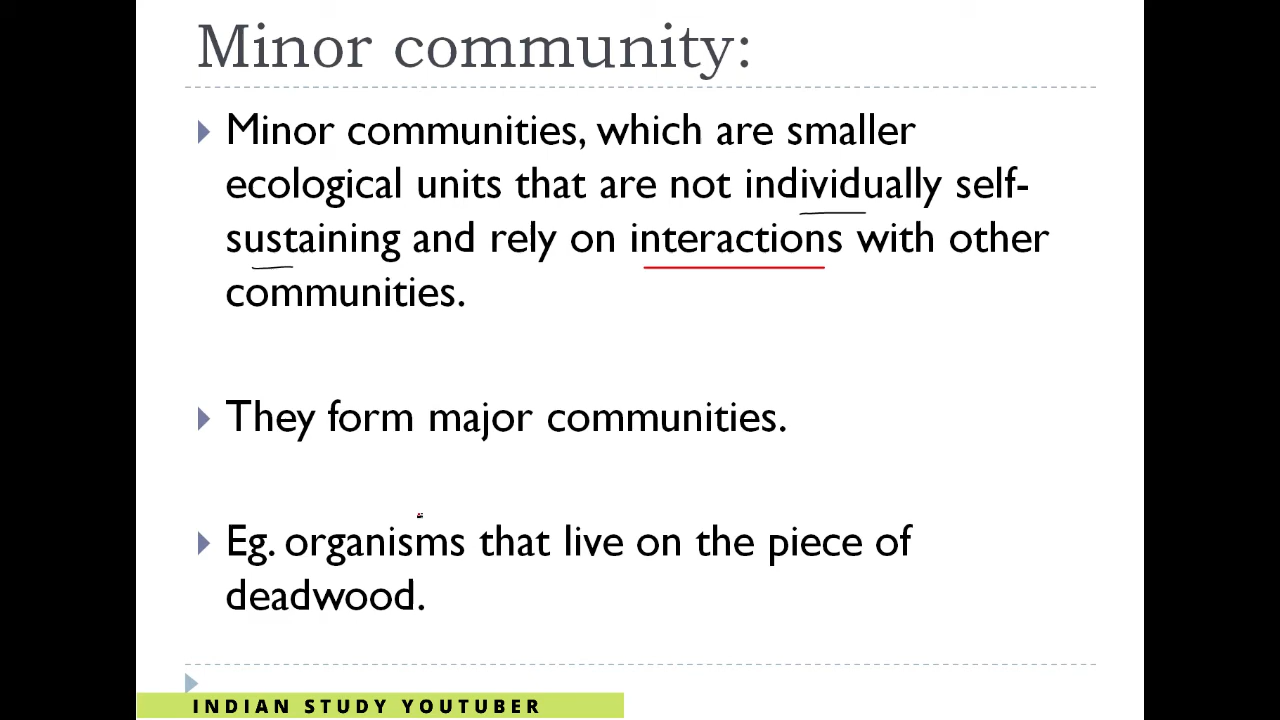 Minor community:
Minor communities, which are smaller
ecological units that are not individually self-
sustaining and rely on interactions with other
communities.
They form major communities.
Eg. organisms that live on the piece of
deadwood.
INDIAN STUDY YOUTUBER